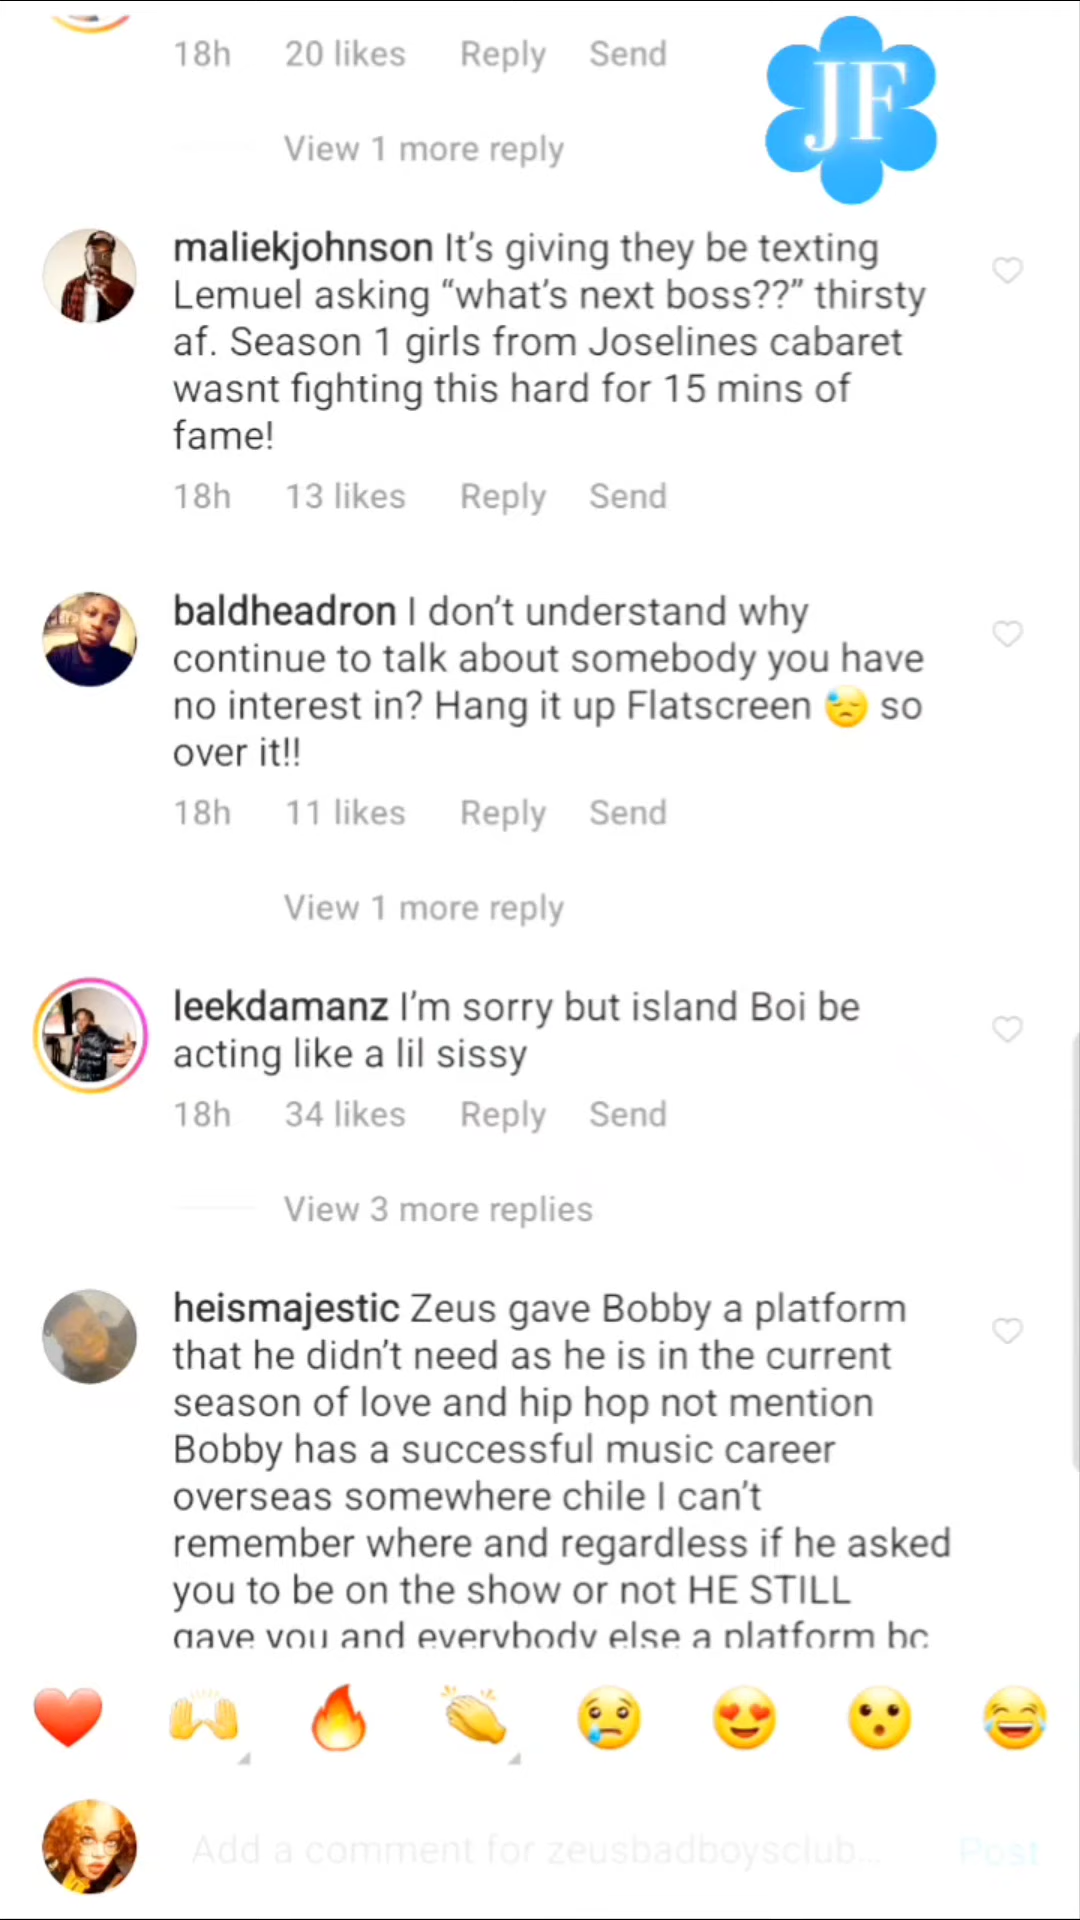 18h 20 likes Reply Send
JF
View 1 more reply
maliekjohnson It's giving they be texting
Lemuel asking “what's next boss??” thirsty
af. Season 1 girls from Joselines cabaret
wasnt fighting this hard for 15 mins of
fame!
18h 13 likes Reply Send
baldheadron I don't understand why
continue to talk about somebody you have
no interest in? Hang it up Flatscreen 😓 so
over it!!
18h 11 likes Reply Send
View 1 more reply
leekdamanz I'm sorry but island Boi be
acting like a lil sissy
18h 34 likes Reply Send
View 3 more replies
heismajestic Zeus gave Bobby a platform
that he didn't need as he is in the current
season of love and hip hop not mention
Bobby has a successful music career
overseas somewhere chile I can't
remember where and regardless if he asked
you to be on the show or not HE STILL
gave you and everybody else a platform bc
Add a comment for zeusbadboysclub... Post